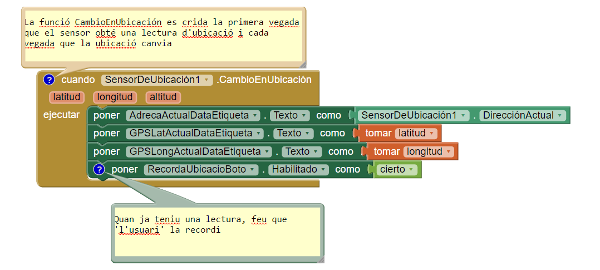 La funció CambioEnUbicación es crida la primera vegada
que el sensor obté una lectura d'ubicació i cada
vegada que la ubicació canvia
? cuando SensorDeUbicación1 .CambioEnUbicación
latitud longitud altitud
ejecutar poner AdrecaActualDataEtiqueta . Texto como SensorDeUbicación1 . DirecciónActual
poner GPSLatActualDataEtiqueta . Texto como tomar latitud
poner GPSLongActualDataEtiqueta . Texto como tomar longitud
? poner RecordaUbicacioBoto . Habilitado como cierto
Quan ja teniu una lectura, feu que
'l'usuari' la recordi